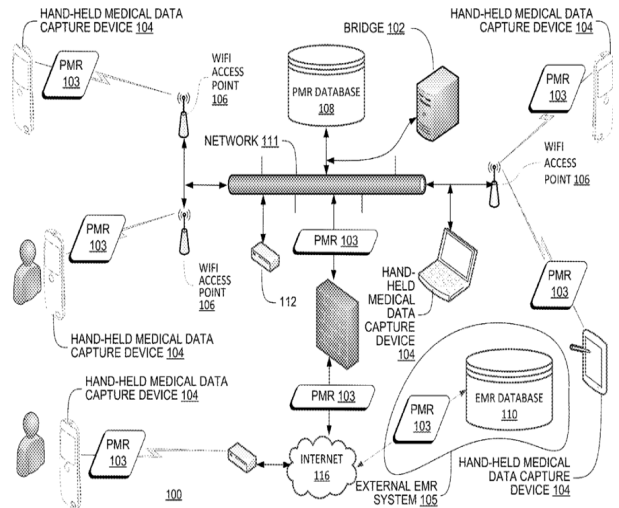 HAND-HELD MEDICAL DATA
CAPTURE DEVICE 104
PMR
103
WIFI
ACCESS
POINT
106
BRIDGE 102
PMR DATABASE
108
HAND-HELD MEDICAL DATA
CAPTURE DEVICE 104
PMR
103
NETWORK 111
WIFI
ACCESS
POINT 106
PMR
103
WIFI
ACCESS
POINT
106
HAND-HELD MEDICAL DATA
CAPTURE DEVICE 104
112
PMR 103
HAND-
HELD
MEDICAL
DATA
CAPTURE
DEVICE
104
PMR
103
HAND-HELD MEDICAL DATA
CAPTURE DEVICE 104
PMR
103
100
PMR 103
INTERNET
116
PMR
103
EMR DATABASE
110
EXTERNAL EMR
SYSTEM 105
HAND-HELD MEDICAL
DATA CAPTURE
DEVICE 104